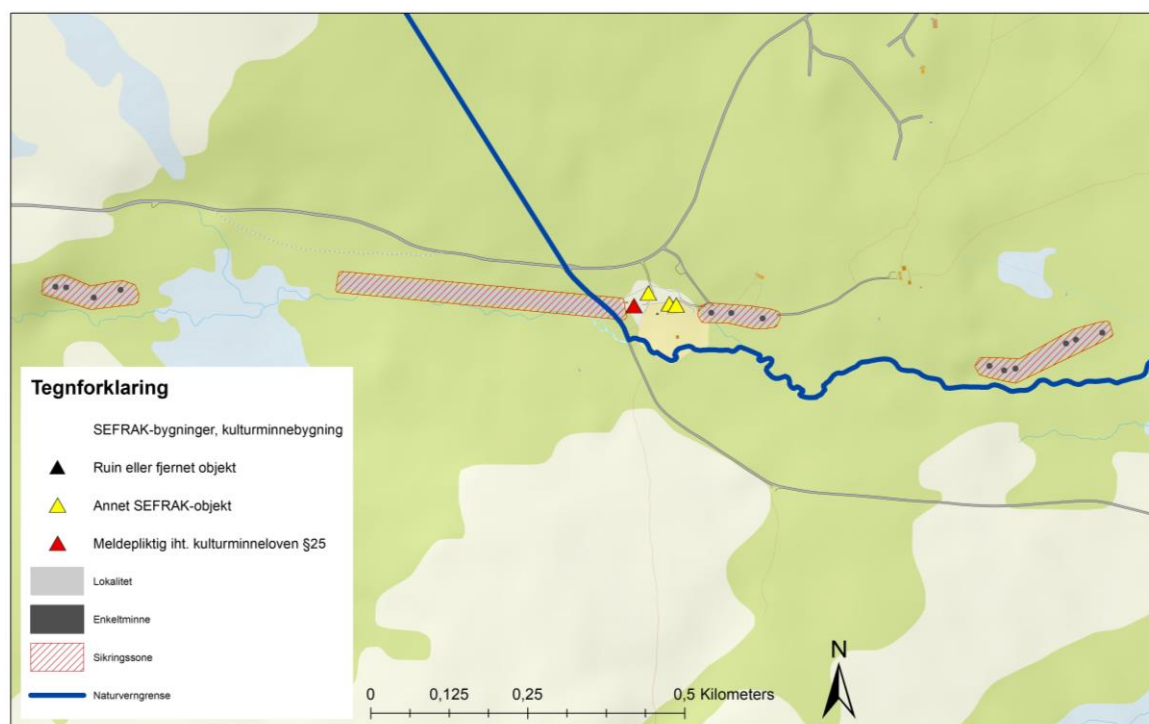 Tegnforklaring
SEFRAK-bygninger, kulturminnebygning
Ruin eller fjernet objekt
Annet SEFRAK-objekt
Meldepliktig iht. kulturminneloven §25
Lokalitet
Enkeltminne
Sikringssone
Naturverngrense
0 0,125 0,25 0,5 Kilometers
N